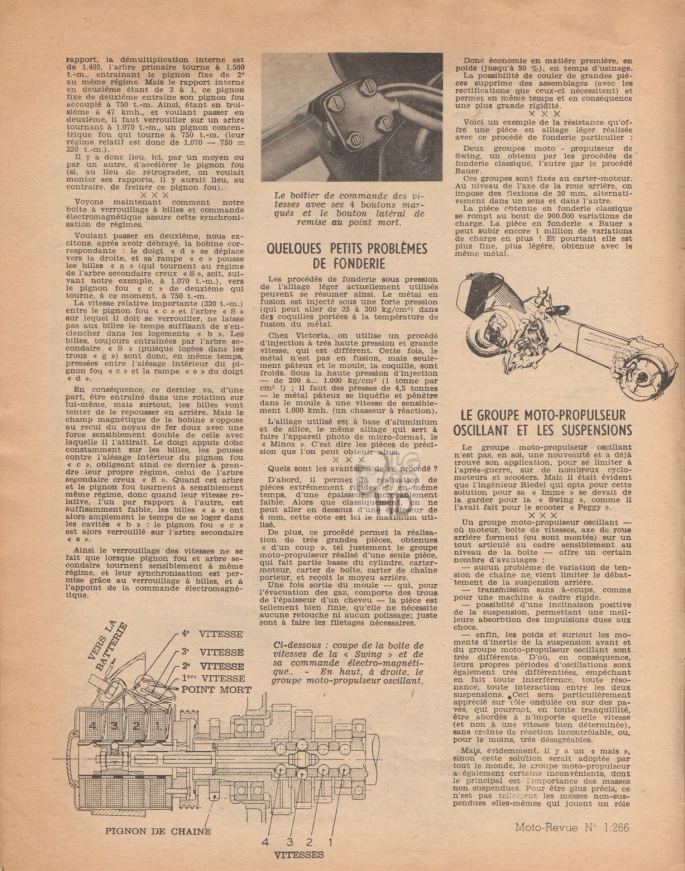 rapport, la démultiplication interne est
de 1,405, l'arbre primaire tourne à 1.500
t.-m., entraînant le pignon fixe de 2ᵉ
au même régime. Mais le rapport interne
en deuxième étant de 2 à 1, ce pignon
fixe de deuxième entraîne son pignon fou
accouplé à 750 t.-m. Ainsi, étant en troi-
sième à 47 kmh., et voulant passer en
deuxième, il faut verrouiller sur un arbre
tournant à 1.070 t.-m., un pignon concen-
trique fou qui tourne à 750 t.-m. (leur
régime relatif est donc de 1.070 — 750 =
320 t.-m.).
Il y a donc lieu, ici, par un moyen ou
par un autre, d'accélérer le pignon fou
(si, au lieu de rétrograder, on voulait
monter ses rapports, il y aurait lieu, au
contraire, de freiner ce pignon fou).
× × ×
Voyons maintenant comment notre
boîte à verrouillage à billes et commande
électromagnétique assure cette synchroni-
sation de régimes.
Voulant passer en deuxième, nous ex-
citons, après avoir débrayé, la bobine cor-
respondante : le doigt « d » se déplace
vers la droite, et sa rampe « e » pousse
les billes « a » (qui tournent au régime
de l'arbre secondaire creux « S », soit, sui-
vant notre exemple, à 1.070 t.-m.), vers
le pignon fou « c » de deuxième qui
tourne, à ce moment, à 750 t.-m.
La vitesse relative importante (320 t.-m.)
entre le pignon fou « c » et l'arbre « S »
sur lequel il doit se verrouiller, ne laisse
pas aux billes le temps suffisant de s'en-
clencher dans les logements « b ». Les
billes, toujours entraînées par l'arbre se-
condaire « S » (puisque logées dans les
trous « g ») sont donc, en même temps,
pressées entre l'alésage intérieur du pi-
gnon fou « c » et la rampe « e » du doigt
« d ».
En conséquence, ce dernier va, d'une
part, être entraîné dans une rotation sur
lui-même, mais surtout, les billes vont
tenter de le repousser en arrière. Mais le
champ magnétique de la bobine s'oppose
au recul du noyau de fer doux avec une
force sensiblement double de celle avec
laquelle il l'attirait. Le doigt appuie donc
constamment sur les billes, les pousse
contre l'alésage intérieur du pignon fou
« c », obligeant ainsi ce dernier à pren-
dre leur propre régime, celui de l'arbre
secondaire creux « S ». Quand cet arbre
et le pignon fou tournent à sensiblement
même régime, donc quand leur vitesse re-
lative, l'un par rapport à l'autre, est
suffisamment faible, les billes « a » ont
alors amplement le temps de se loger dans
les cavités « b » : le pignon fou « c »
est alors verrouillé sur l'arbre secondaire
« s ».
Ainsi le verrouillage des vitesses ne se
fait que lorsque pignon fou et arbre se-
condaire tournent sensiblement à même
régime, et leur synchronisation est per-
mise grâce au verrouillage à billes, et à
l'appoint de la commande électromagné-
tique.
Le boîtier de commande des vi-
tesses avec ses 4 boutons mar-
qués et le bouton latéral de
remise au point mort.
QUELQUES PETITS PROBLÈMES
DE FONDERIE
Les procédés de fonderie sous pression
de l'alliage léger actuellement utilisés
peuvent se résumer ainsi. Le métal en
fusion est injecté sous une forte pression
(qui peut aller de 25 à 300 kg/cm²) dans
des coquilles portées à la température de
fusion du métal.
Chez Victoria, on utilise un procédé
d'injection à très haute pression et grande
vitesse, qui est différent. Cette fois, le
métal n'est pas en fusion, mais seule-
ment pâteux et le moule, la coquille, sont
froids. Sous la haute pression d'injection
— de 200 à... 1.000 kg/cm² (1 tonne par
cm² !) ; il faut des presses de 4,5 tonnes
— le métal pâteux se liquéfie et pénètre
dans le moule à une vitesse de sensible-
ment 1.000 kmh. (un chasseur à réaction).
L'alliage utilisé est à base d'aluminium
et de silice, le même alliage qui sert à
faire l'appareil photo de micro-format, le
« Minox ». C'est dire les pièces de préci-
sion que l'on peut obtenir.
× × ×
Quels sont les avantages du procédé ?
D'abord, il permet la réalisation de
pièces extrêmement rigides et en même
temps, d'une épaisseur extrêmement
faible. Alors que classiquement, on ne
peut aller en dessous d'une épaisseur de
4 mm, cette cote est ici le maximum uti-
lisé.
De plus, ce procédé permet la réalisa-
tion de très grandes pièces, obtenues
« d'un coup », tel justement le groupe
moto-propulseur réalisé d'une seule pièce,
qui fait partie basse du cylindre, carter-
moteur, carter de boîte, carter de chaîne
porteur, et reçoit le moyeu arrière.
Une fois sortie du moule — qui, pour
l'évacuation des gaz, comporte des trous
de l'épaisseur d'un cheveu — la pièce est
tellement bien finie, qu'elle ne nécessite
aucune retouche ni aucun polissage; juste
sont à faire les filetages nécessaires.
Ci-dessous : coupe de la boîte de
vitesses de la « Swing » et de
sa commande électro-magnéti-
que.. - En haut, à droite, le
groupe moto-propulseur oscillant.
Donc économie en matière première, en
poids (jusqu'à 50 %), en temps d'usinage.
La possibilité de couler de grandes piè-
ces supprime des assemblages (avec les
rectifications que ceux-ci nécessitent) et
permet en même temps et en conséquence
une plus grande rigidité.
× × ×
Voici un exemple de la résistance qu'of-
fre une pièce en alliage léger réalisée
avec ce procédé de fonderie particulier :
Deux groupes moto - propulseur de
Swing, un obtenu par les procédés de
fonderie classique, l'autre par le procédé
Bauer.
Ces groupes sont fixés au carter-moteur.
Au niveau de l'axe de la roue arrière, on
impose des flexions de 20 mm, alternati-
vement dans un sens et dans l'autre.
La pièce obtenue en fonderie classique
se rompt au bout de 900.000 variations de
charge. La pièce en fonderie « Bauer »
peut subir encore 1 million de variations
de charge en plus ! Et pourtant elle est
plus fine, plus légère, obtenue avec le
même métal.
LE GROUPE MOTO-PROPULSEUR
OSCILLANT ET LES SUSPENSIONS
Le groupe moto-propulseur oscillant
n'est pas, en soi, une nouveauté et a déjà
trouvé son application, pour se limiter à
l'après-guerre, sur de nombreux cyclo-
moteurs et scooters. Mais il était évident
que l'ingénieur Riedel qui opta pour cette
solution pour sa « Imme » se devait de
la garder pour la « Swing », comme il
l'avait fait pour le scooter « Peggy ».
× × ×
Un groupe moto-propulseur oscillant —
où moteur, boîte de vitesses, axe de roue
arrière forment (ou sont montés) sur un
tout articulé au cadre sensiblement au
niveau de la boîte — offre un certain
nombre d'avantages :
— aucun problème de variation de ten-
sion de chaîne ne vient limiter le débat-
tement de la suspension arrière.
— transmission sans à-coups, comme
pour une machine à cadre rigide.
— possibilité d'une inclinaison positive
de la suspension, permettant une meil-
leure absorbtion des impulsions dues aux
chocs.
— enfin, les poids et surtout les mo-
ments d'inertie de la suspension avant et
du groupe moto-propulseur oscillant sont
très différents. D'où, en conséquence,
leurs propres périodes d'oscillations sont
également très différentiées, empêchant
en fait toute interférence, toute réso-
nance, toute interaction entre les deux
suspensions. Ceci sera particulièrement
apprécié sur tôle ondulée ou sur des pa-
vés, qui pourront, en toute tranquillité,
être abordés à n'importe quelle vitesse
(et non à une vitesse bien déterminée),
sans crainte de réaction incontrôlable, ou,
pour le moins, très désagréables.
Mais, évidemment, il y a un « mais »,
sinon cette solution serait adoptée par
tout le monde, le groupe moto-propulseur
a également certains inconvénients, dont
le principal est l'importance des masses
non suspendues. Pour être plus précis, ce
n'est pas tellement les masses non-sus-
pendues elles-mêmes qui jouent un rôle
VERS LA
BATTERIE
4ᵉ VITESSE
3ᵉ VITESSE
2ᵉ VITESSE
1ᵉʳᵉ VITESSE
POINT MORT
4. 3. 2. 1.
PIGNON DE CHAINE
4 3 2 1
VITESSES
Moto-Revue N° 1.266